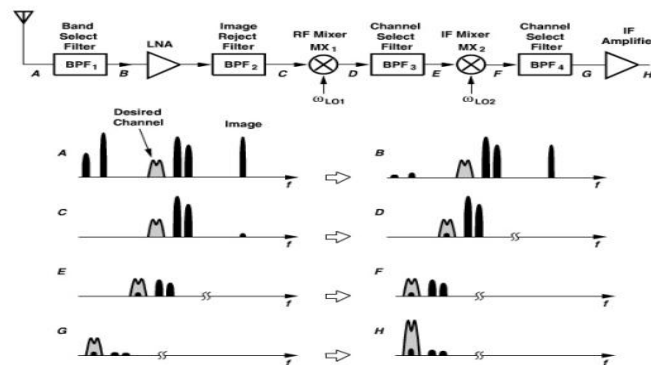 Band
Select
Filter
LNA
Image
Reject
Filter
RF Mixer
MX1
Channel
Select
Filter
IF Mixer
MX2
Channel
Select
Filter
IF
Amplifier
A BPF1 B BPF2 C D BPF3 E F BPF4 G H
ωLO1 ωLO2
Desired
Channel
Image
A f B f
C f D f
E f F f
G f H f